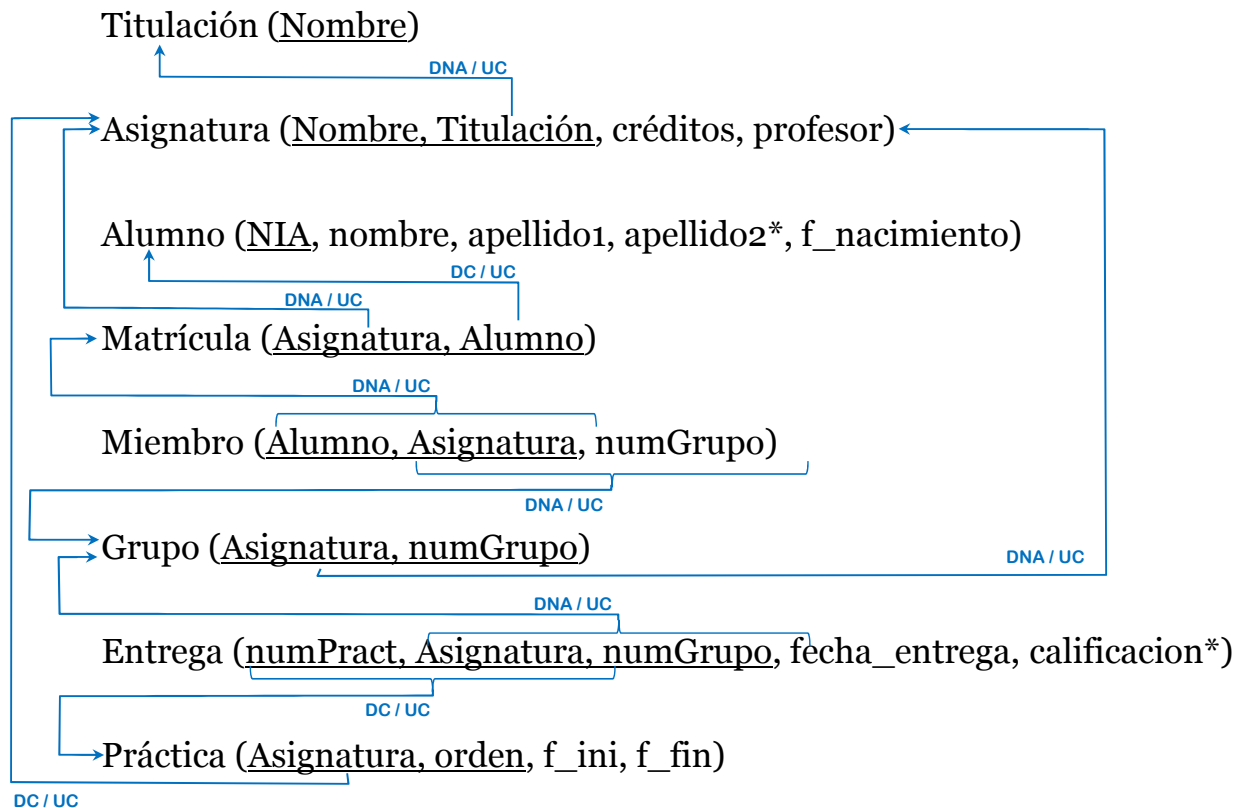 Titulación (Nombre)
DNA / UC
Asignatura (Nombre, Titulación, créditos, profesor)
Alumno (NIA, nombre, apellido1, apellido2*, f_nacimiento)
DC / UC
DNA / UC
Matrícula (Asignatura, Alumno)
DNA / UC
Miembro (Alumno, Asignatura, numGrupo)
DNA / UC
Grupo (Asignatura, numGrupo)
DNA / UC
DNA / UC
Entrega (numPract, Asignatura, numGrupo, fecha_entrega, calificacion*)
DC / UC
Práctica (Asignatura, orden, f_ini, f_fin)
DC / UC